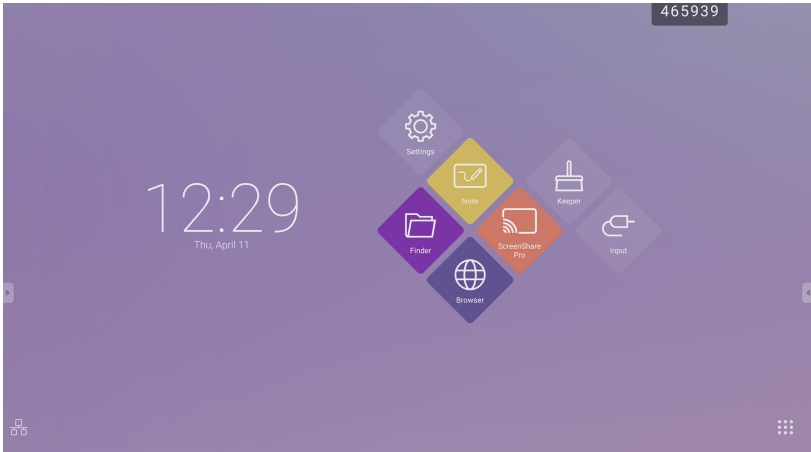 465939
Settings
Note
Keeper
12:29
Thu, April 11
Finder
ScreenShare
Pro
Input
Browser